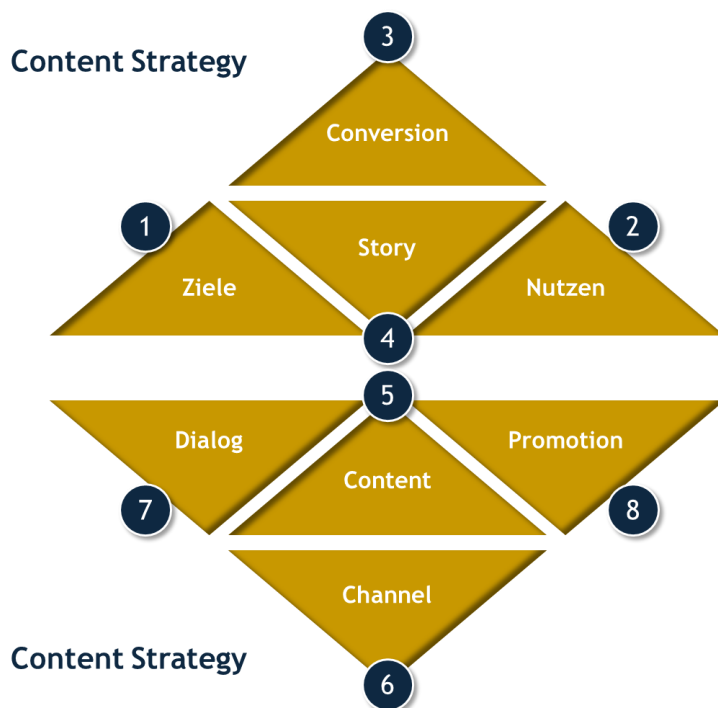 3
Content Strategy
Conversion
1
2
Story
Ziele
Nutzen
4
5
Dialog
Promotion
Content
7
8
Channel
Content Strategy
6